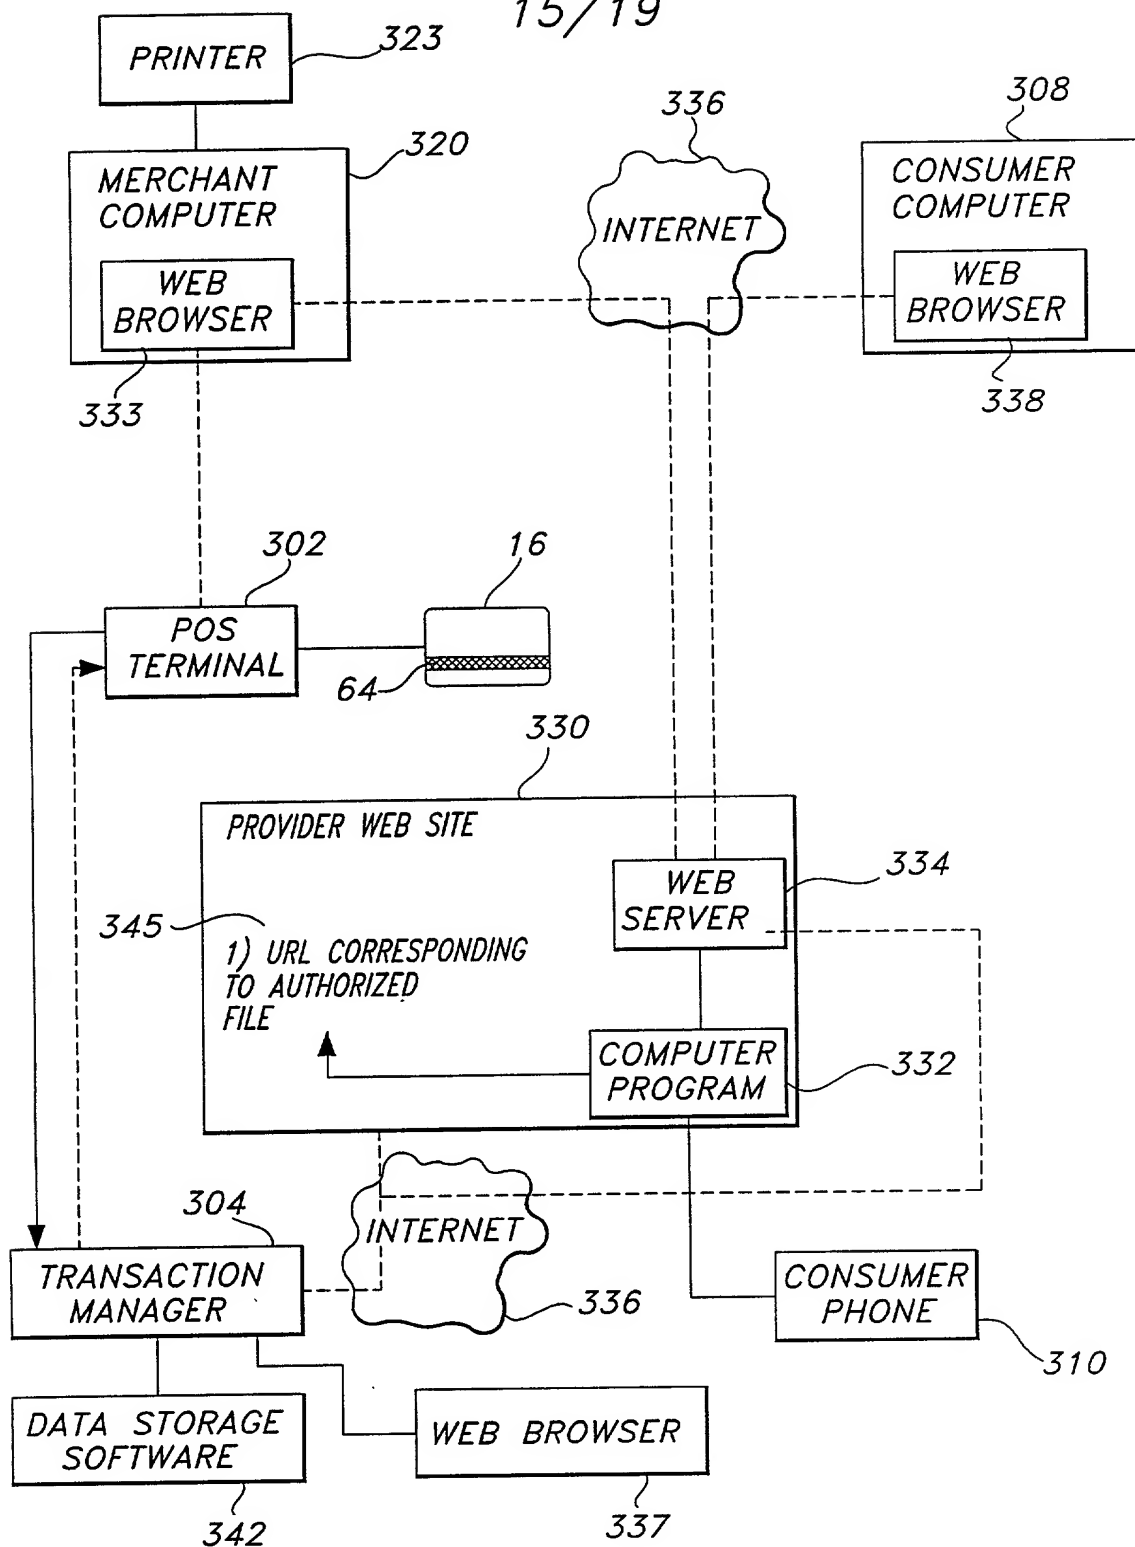 15/19
PRINTER
323
336
308
320
MERCHANT
COMPUTER
INTERNET
CONSUMER
COMPUTER
WEB
BROWSER
WEB
BROWSER
333
338
302
16
POS
TERMINAL
64
330
PROVIDER WEB SITE
334
WEB
SERVER
345
1) URL CORRESPONDING
TO AUTHORIZED
FILE
COMPUTER
PROGRAM
332
304
INTERNET
TRANSACTION
MANAGER
336
CONSUMER
PHONE
310
DATA STORAGE
SOFTWARE
WEB BROWSER
342
337